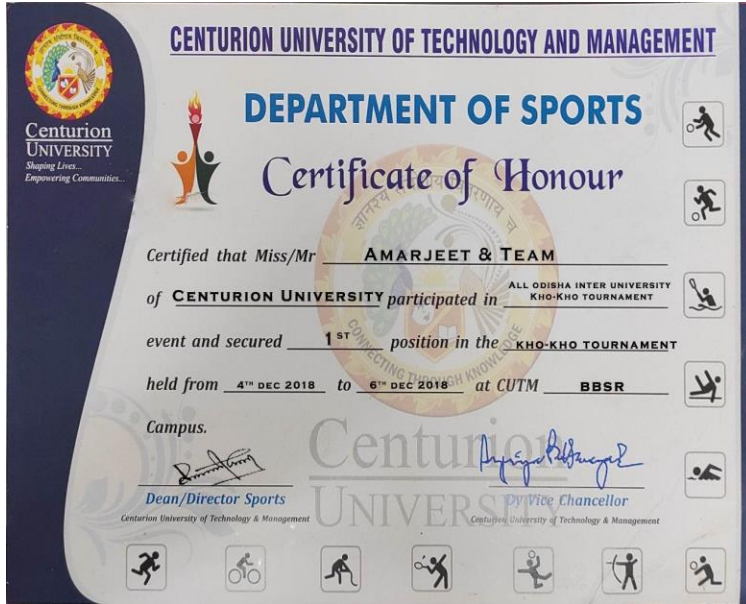 CENTURION UNIVERSITY OF TECHNOLOGY AND MANAGEMENT
Centurion
UNIVERSITY
Shaping Lives...
Empowering Communities...
DEPARTMENT OF SPORTS
Certificate of Honour
Certified that Miss/Mr AMARJEET & TEAM
of CENTURION UNIVERSITY participated in ALL ODISHA INTER UNIVERSITY KHO-KHO TOURNAMENT
event and secured 1ST position in the KHO-KHO TOURNAMENT
held from 4TH DEC 2018 to 6TH DEC 2018 at CUTM BBSR
Campus.
CONNECTING THROUGH KNOWLEDGE
Centurion
UNIVERSITY
Dean/Director Sports
Centurion University of Technology & Management
Dy Vice Chancellor
Centurion University of Technology & Management